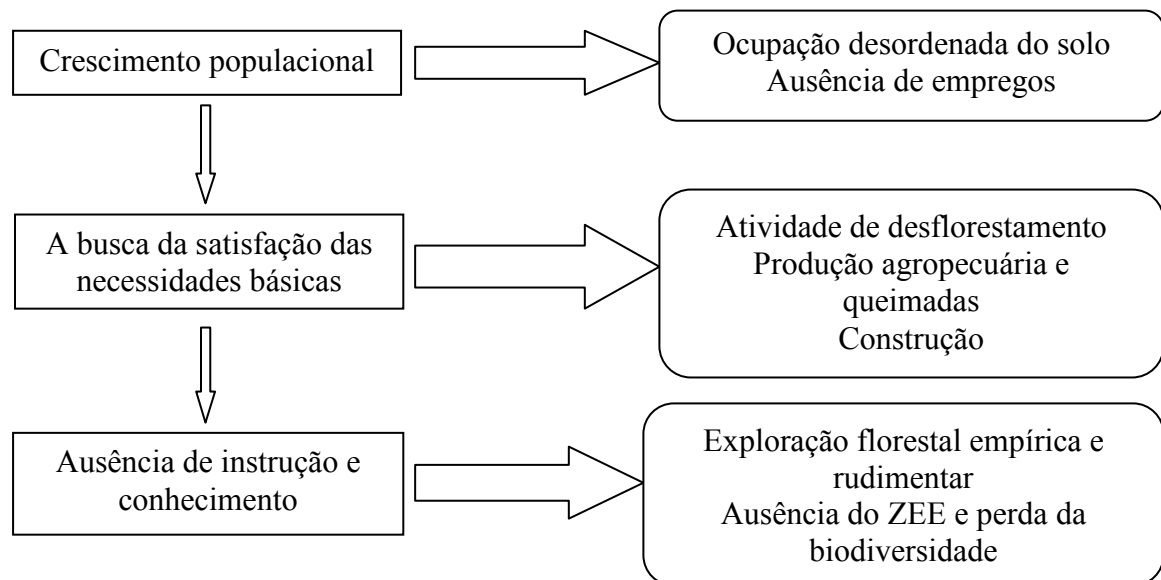 Crescimento populacional
Ocupação desordenada do solo
Ausência de empregos
A busca da satisfação das
necessidades básicas
Atividade de desflorestamento
Produção agropecuária e
queimadas
Construção
Ausência de instrução e
conhecimento
Exploração florestal empírica e
rudimentar
Ausência do ZEE e perda da
biodiversidade